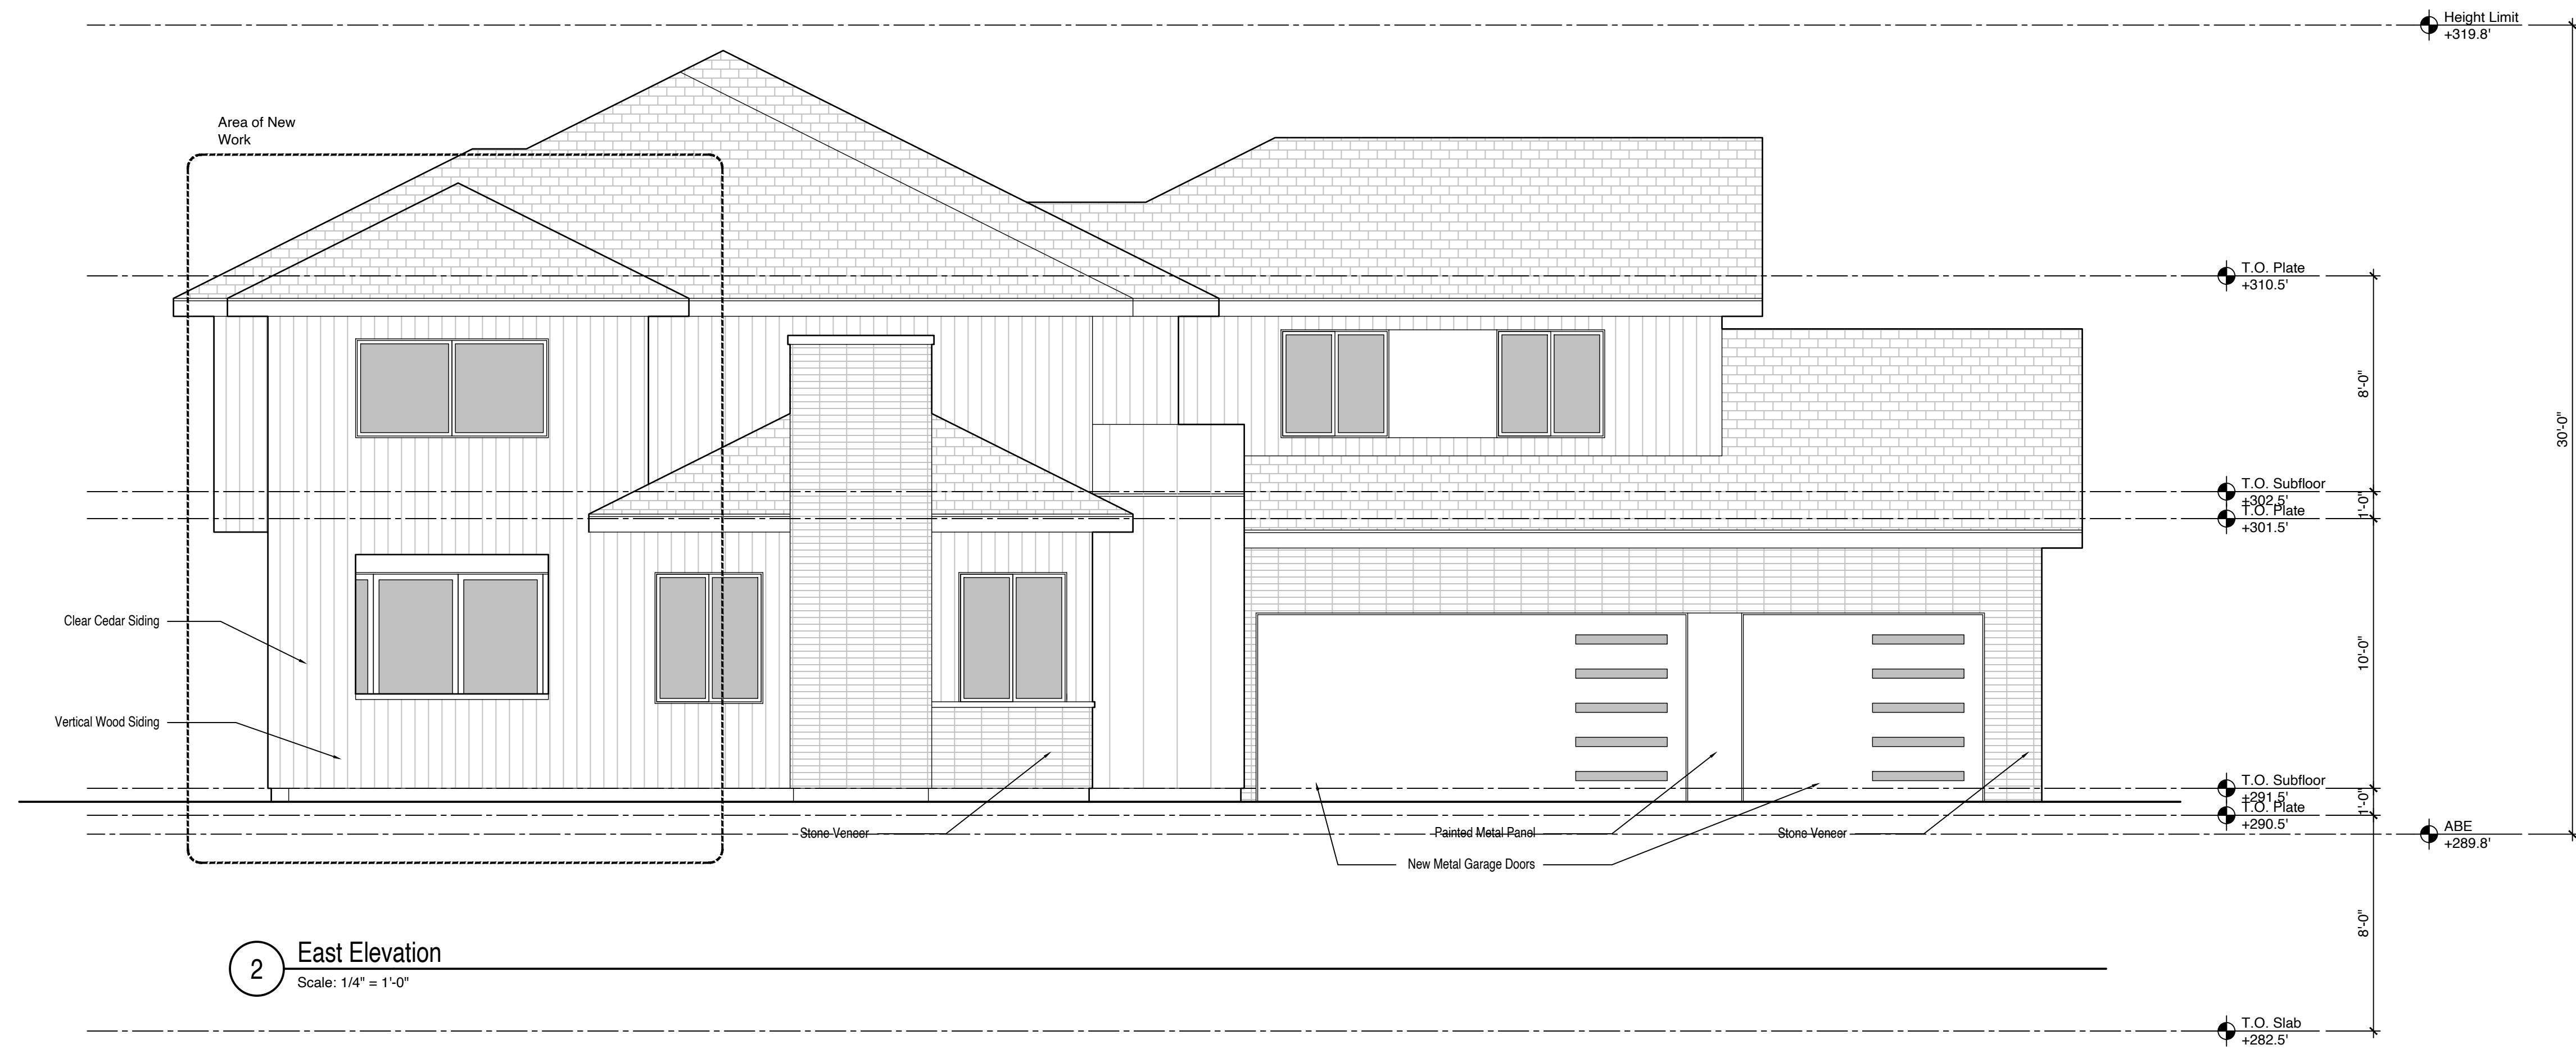 Height Limit
+319.8'
Area of New
Work
T.O. Plate
+310.5'
8'-0"
30'-0"
T.O. Subfloor
+302.5'
1'-0"
T.O. Plate
+301.5'
Clear Cedar Siding
10'-0"
Vertical Wood Siding
T.O. Subfloor
+291.5'
1'-0"
T.O. Plate
+290.5'
Stone Veneer
Painted Metal Panel
Stone Veneer
ABE
+289.8'
New Metal Garage Doors
8'-0"
2
East Elevation
Scale: 1/4" = 1'-0"
T.O. Slab
+282.5'